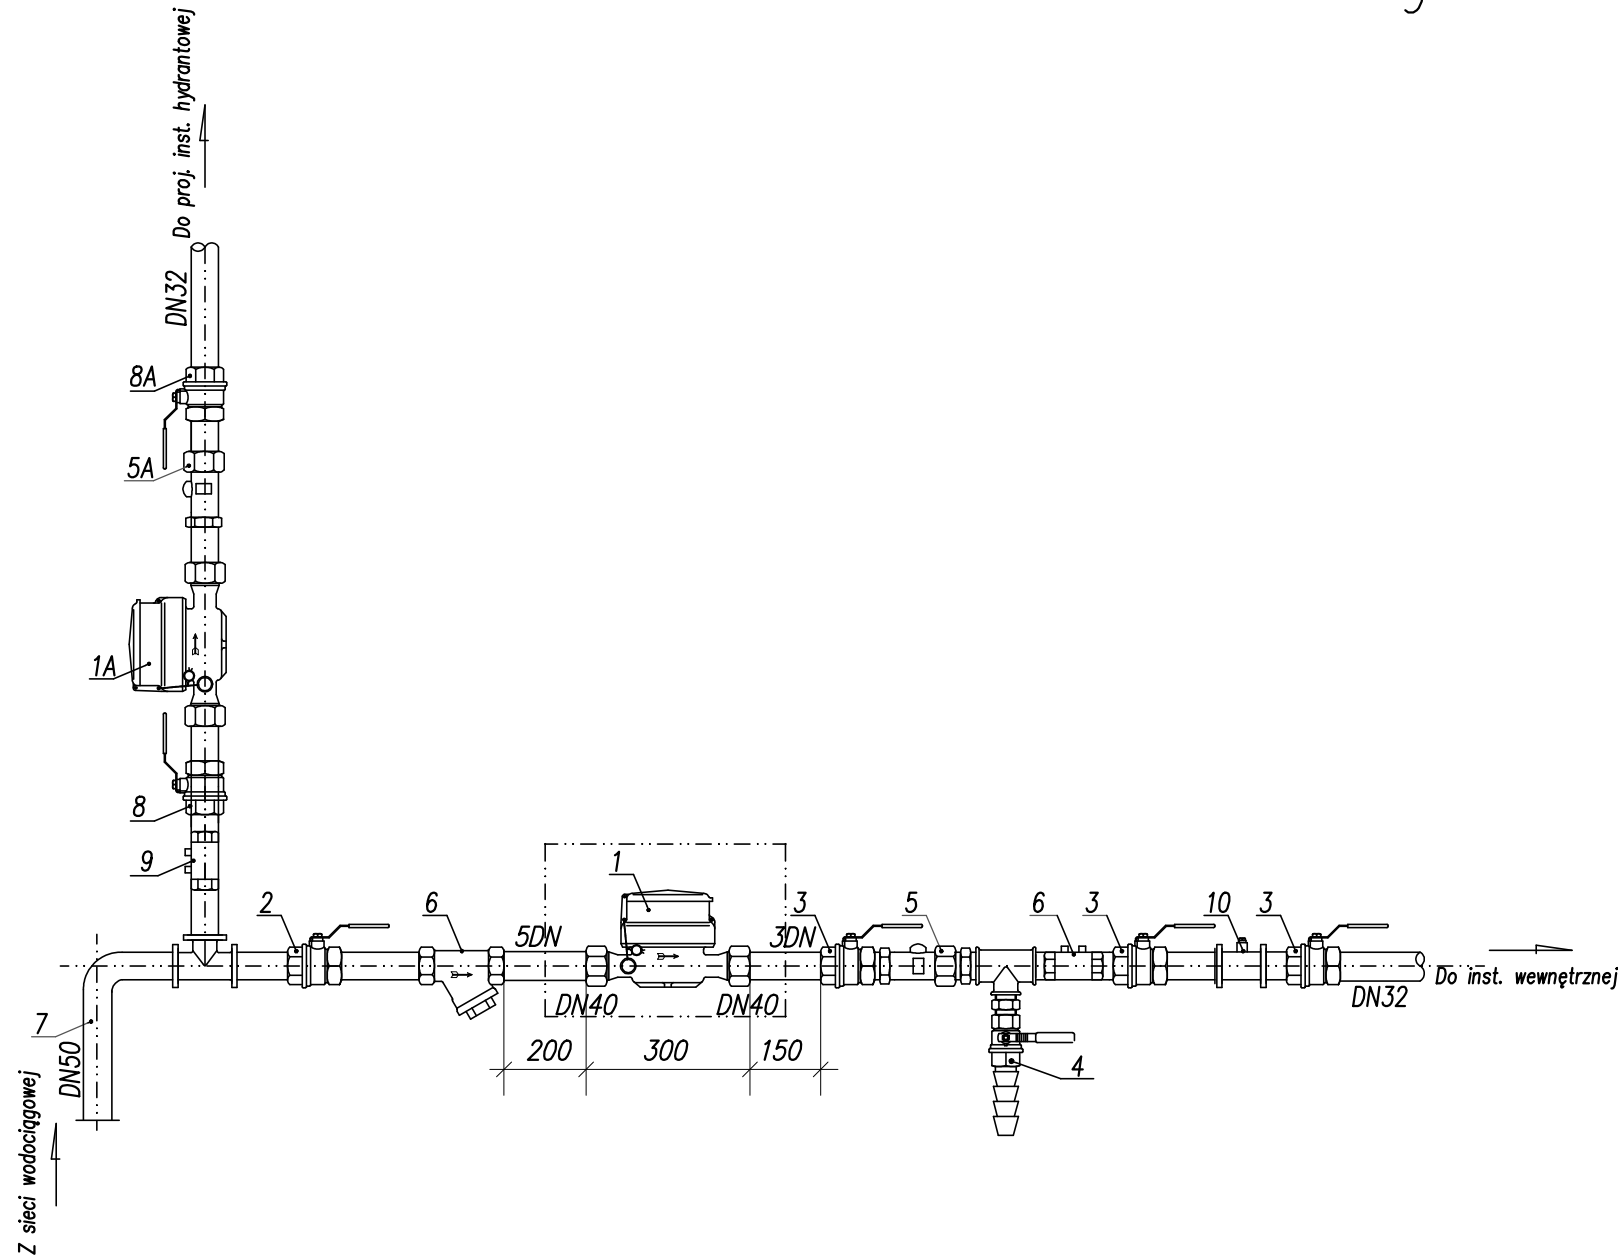 Do proj. inst. hydrantowej
DN32
8A
5A
1A
8
9
2
6
5DN
1
3DN
3
5
6
3
10
3
DN40
DN40
Do inst. wewnętrznej
DN32
7
DN50
200
300
150
4
Z sieci wodociągowej